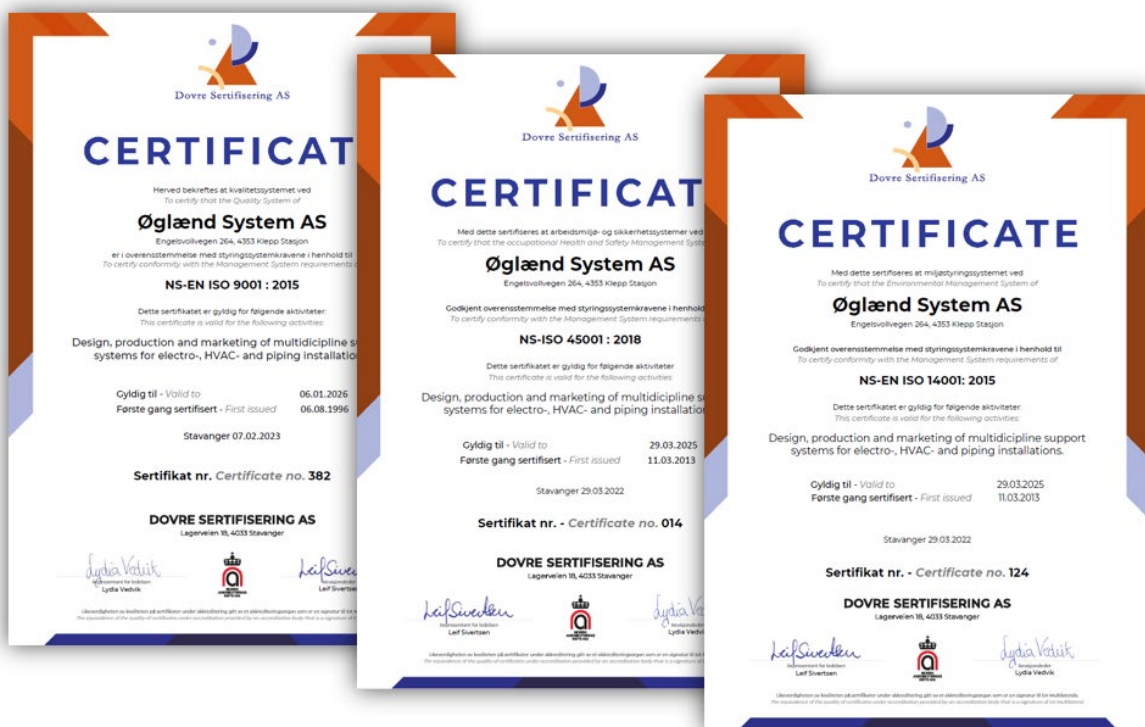 Dovre Sertifisering AS
CERTIFICAT
Herved bekreftes at kvalitetssystemet ved
To certify that the Quality System of
Øglænd System AS
Engelsvollvegen 264, 4353 Klepp Stasjon
er i overensstemmelse med styringssystemkravene i henhold til
To certify conformity with the Management System requirements
NS-EN ISO 9001 : 2015
Dette sertifikatet er gyldig for følgende aktiviteter:
This certificate is valid for the following activities:
Design, production and marketing of multidicipline
systems for electro-, HVAC- and piping
Gyldig til - Valid to 06.01.2026
Første gang sertifisert - First issued 06.08.1996
Stavanger 07.02.2023
Sertifikat nr. Certificate no. 382
DOVRE SERTIFISERING AS
Lagerveien 18, 4033 Stavanger
Lydia Vedvik
Lydia Vedvik
Leif Sivertsen
Dovre Sertifisering AS
CERTIFICAT
Med dette sertifiseres at arbeidsmiljø- og sikkerhetssystemer ved
To certify that the occupational Health and Safety Management
Øglænd System AS
Engelsvollvegen 264, 4353 Klepp Stasjon
Godkjent overensstemmelse med styringssystemkravene i henhold
To certify conformity with the Management System requirements
NS-ISO 45001 : 2018
Dette sertifikatet er gyldig for følgende aktiviteter
This certificate is valid for the following activities:
Design, production and marketing of multidicipline
systems for electro-, HVAC- and piping
Gyldig til - Valid to 29.03.2025
Første gang sertifisert - First issued 11.03.2013
Stavanger 29.03.2022
Sertifikat nr. - Certificate no. 014
DOVRE SERTIFISERING AS
Lagerveien 18, 4033 Stavanger
Leif Sivertsen
Leif Sivertsen
Lydia
Dovre Sertifisering AS
CERTIFICATE
Med dette sertifiseres at miljøstyringssystemet ved
To certify that the Environmental Management System of
Øglænd System AS
Engelsvollvegen 264, 4353 Klepp Stasjon
Godkjent overensstemmelse med styringssystemkravene i henhold til
To certify conformity with the Management System requirements of
NS-EN ISO 14001: 2015
Dette sertifikatet er gyldig for følgende aktiviteter:
This certificate is valid for the following activities:
Design, production and marketing of multidicipline support
systems for electro-, HVAC- and piping installations.
Gyldig til - Valid to 29.03.2025
Første gang sertifisert - First issued 11.03.2013
Stavanger 29.03.2022
Sertifikat nr. - Certificate no. 124
DOVRE SERTIFISERING AS
Lagerveien 18, 4033 Stavanger
Leif Sivertsen
Lydia Vedvik
Leif Sivertsen
Lydia Vedvik